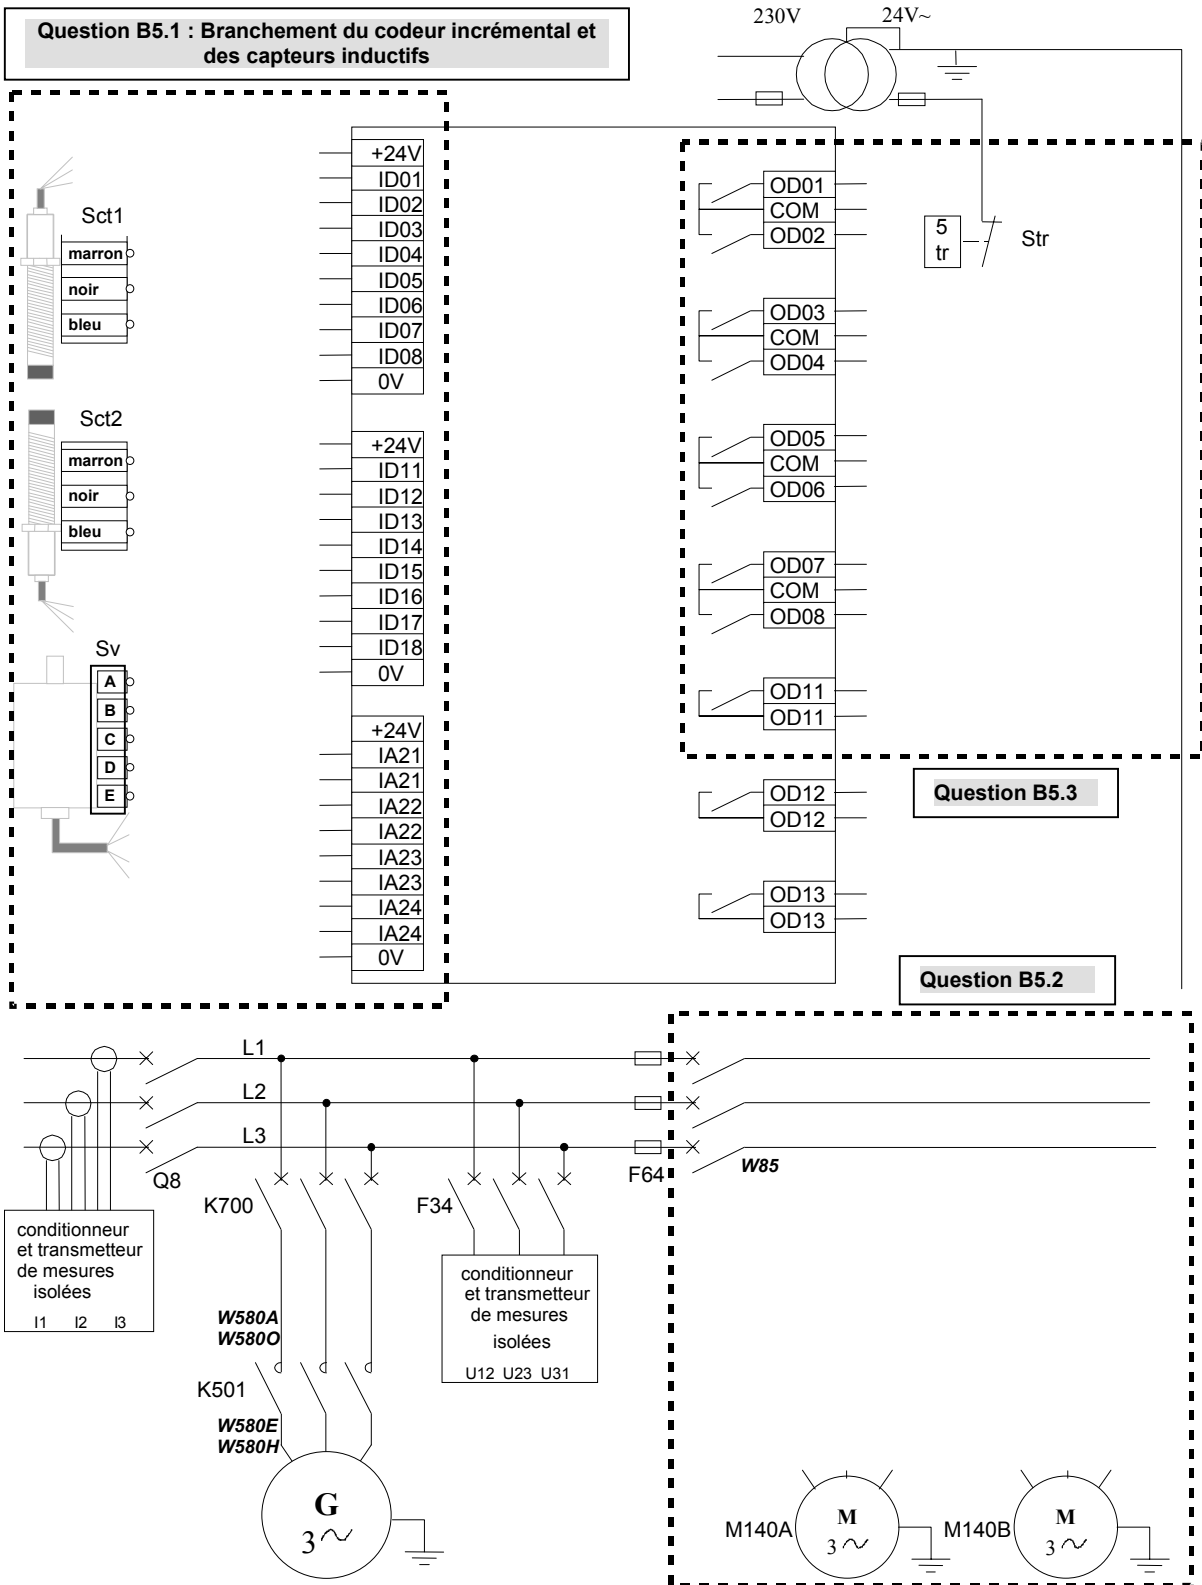 Question B5.1 : Branchement du codeur incrémental et
des capteurs inductifs
230V
24V~
Sct1
marron
noir
bleu
Sct2
marron
noir
bleu
Sv
A
B
C
D
E
+24V
ID01
ID02
ID03
ID04
ID05
ID06
ID07
ID08
0V
+24V
ID11
ID12
ID13
ID14
ID15
ID16
ID17
ID18
0V
+24V
IA21
IA21
IA22
IA22
IA23
IA23
IA24
IA24
0V
OD01
COM
OD02
OD03
COM
OD04
OD05
COM
OD06
OD07
COM
OD08
OD11
OD11
OD12
OD12
OD13
OD13
5
tr
Str
Question B5.3
Question B5.2
L1
L2
L3
Q8
K700
F34
F64
W85
conditionneur
et transmetteur
de mesures
isolées
I1 I2 I3
conditionneur
et transmetteur
de mesures
isolées
U12 U23 U31
W580A
W580O
K501
W580E
W580H
G
3~
M140A
M
3~
M140B
M
3~